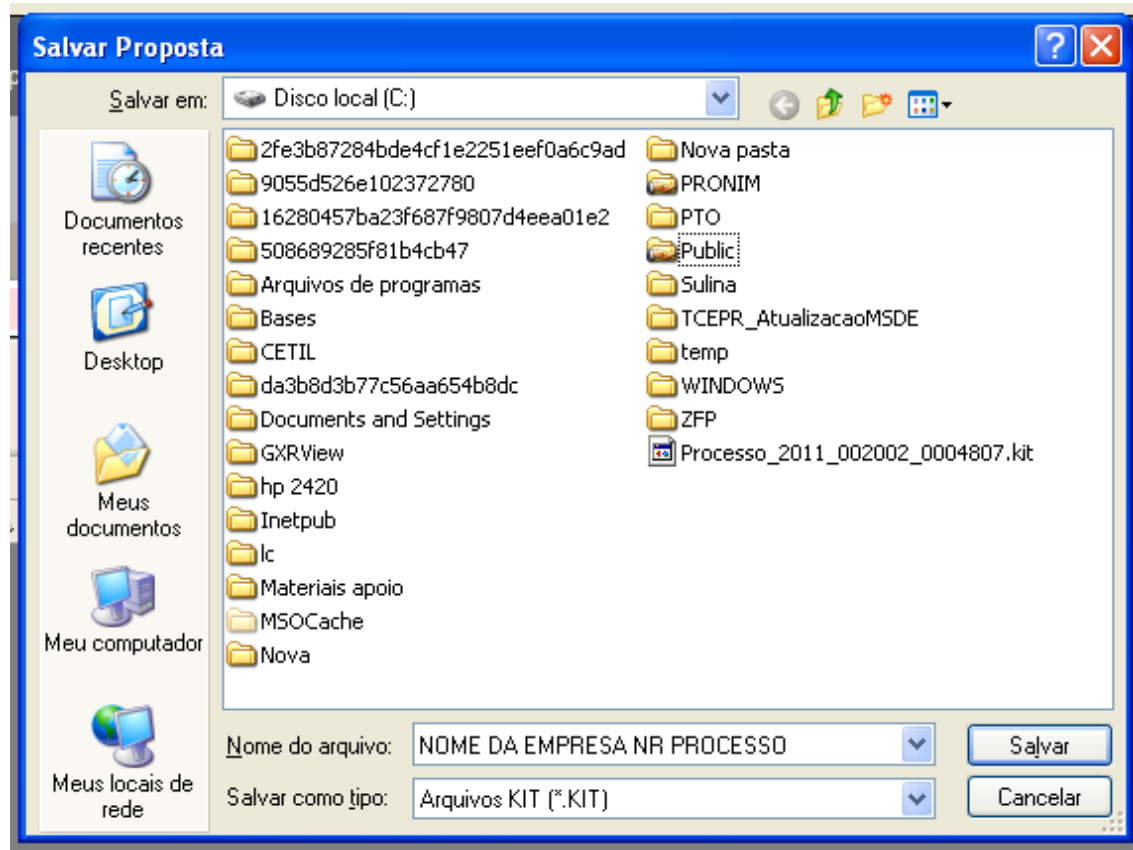 Salvar Proposta
Salvar em:
Disco local (C:)
Documentos
recentes
Desktop
Meus
documentos
Meu computador
Meus locais de
rede
2fe3b87284bde4cf1e2251eef0a6c9ad
9055d526e102372780
16280457ba23f687f9807d4eea01e2
508689285f81b4cb47
Arquivos de programas
Bases
CETIL
da3b8d3b77c56aa654b8dc
Documents and Settings
GXRView
hp 2420
Inetpub
lc
Materiais apoio
MSOCache
Nova
Nova pasta
PRONIM
PTO
Public
Sulina
TCEPR_AtualizacaoMSDE
temp
WINDOWS
ZFP
Processo_2011_002002_0004807.kit
Nome do arquivo:
NOME DA EMPRESA NR PROCESSO
Salvar
Salvar como tipo:
Arquivos KIT (*.KIT)
Cancelar